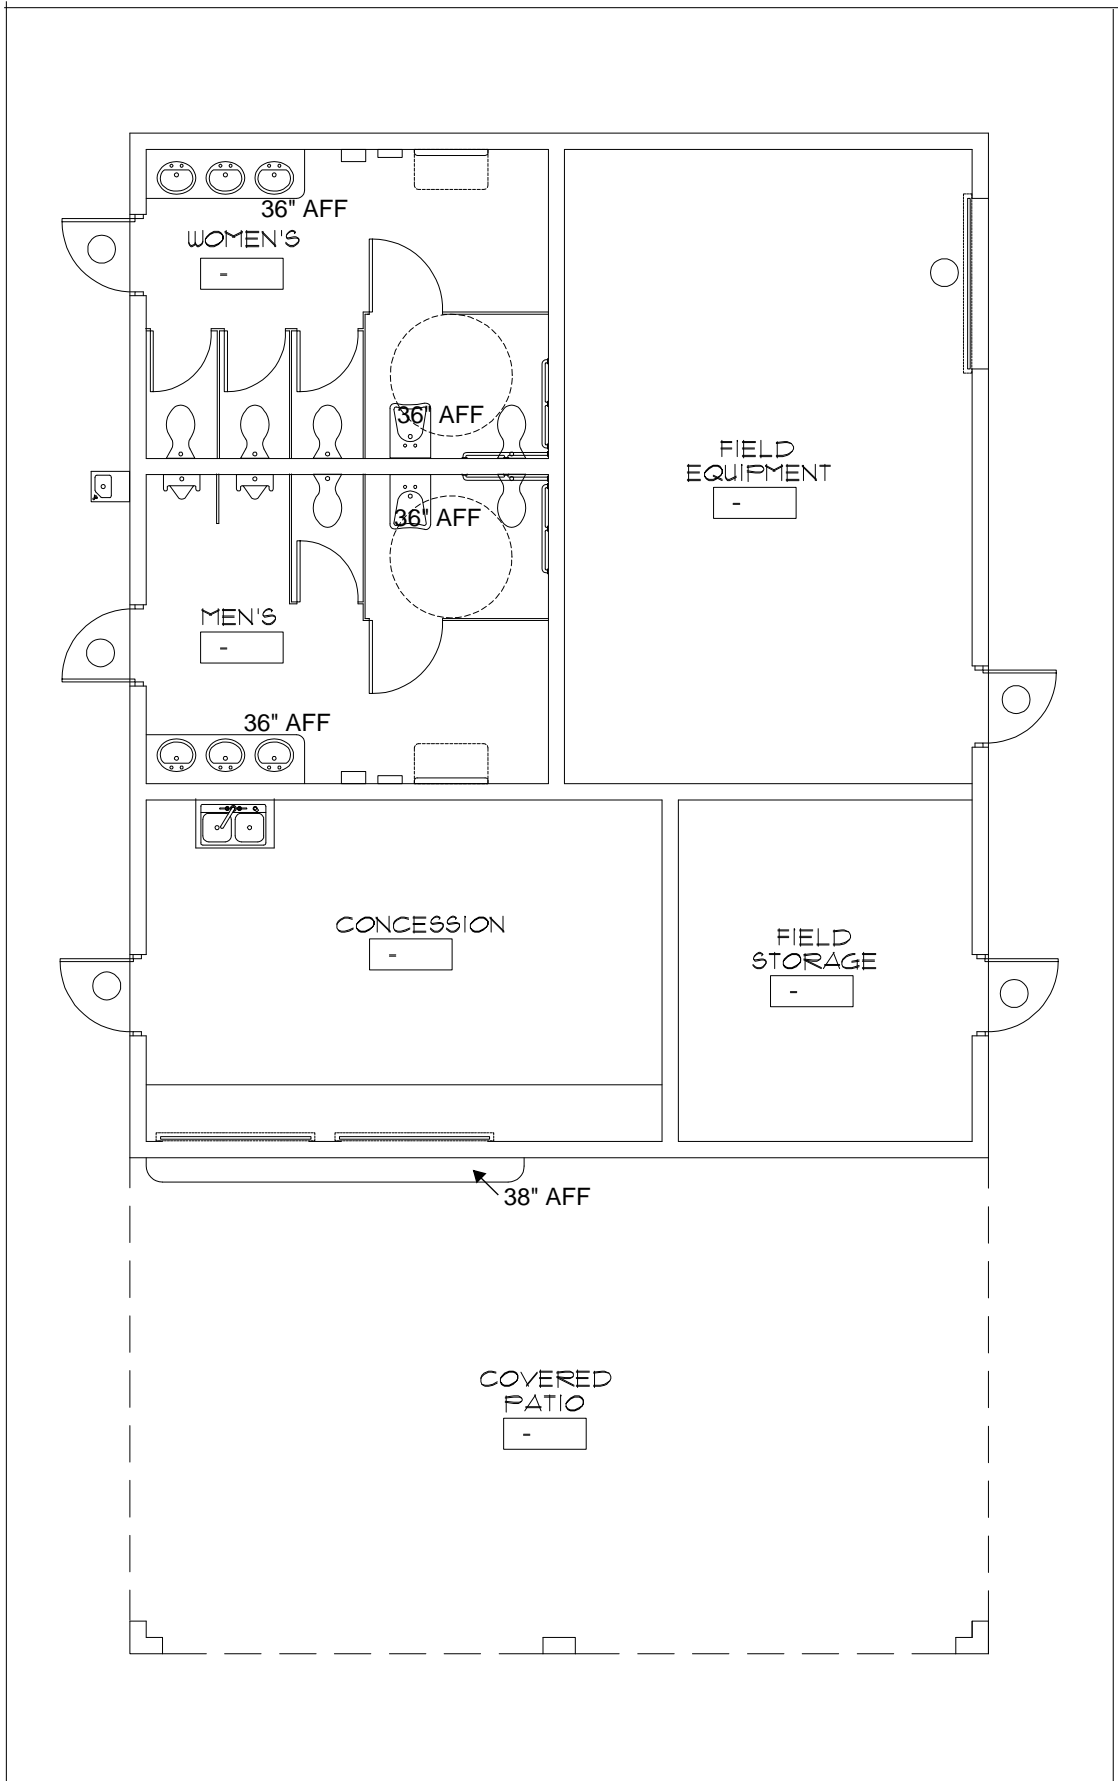 36" AFF
WOMEN'S
-
36" AFF
FIELD
EQUIPMENT
-
36" AFF
MEN'S
-
36" AFF
CONCESSION
-
FIELD
STORAGE
-
38" AFF
COVERED
PATIO
-